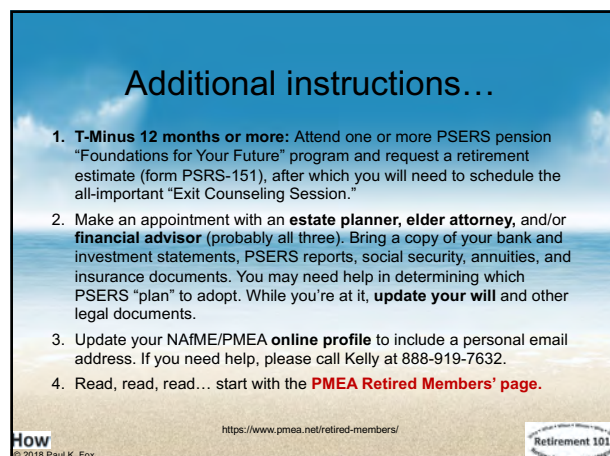 Additional instructions…
1. T-Minus 12 months or more: Attend one or more PSERS pension
“Foundations for Your Future” program and request a retirement
estimate (form PSRS-151), after which you will need to schedule the
all-important “Exit Counseling Session.”
2. Make an appointment with an estate planner, elder attorney, and/or
financial advisor (probably all three). Bring a copy of your bank and
investment statements, PSERS reports, social security, annuities, and
insurance documents. You may need help in determining which
PSERS “plan” to adopt. While you’re at it, update your will and other
legal documents.
3. Update your NAfME/PMEA online profile to include a personal email
address. If you need help, please call Kelly at 888-919-7632.
4. Read, read, read… start with the PMEA Retired Members’ page.
https://www.pmea.net/retired-members/
How
Retirement 101
© 2018 Paul K. Fox